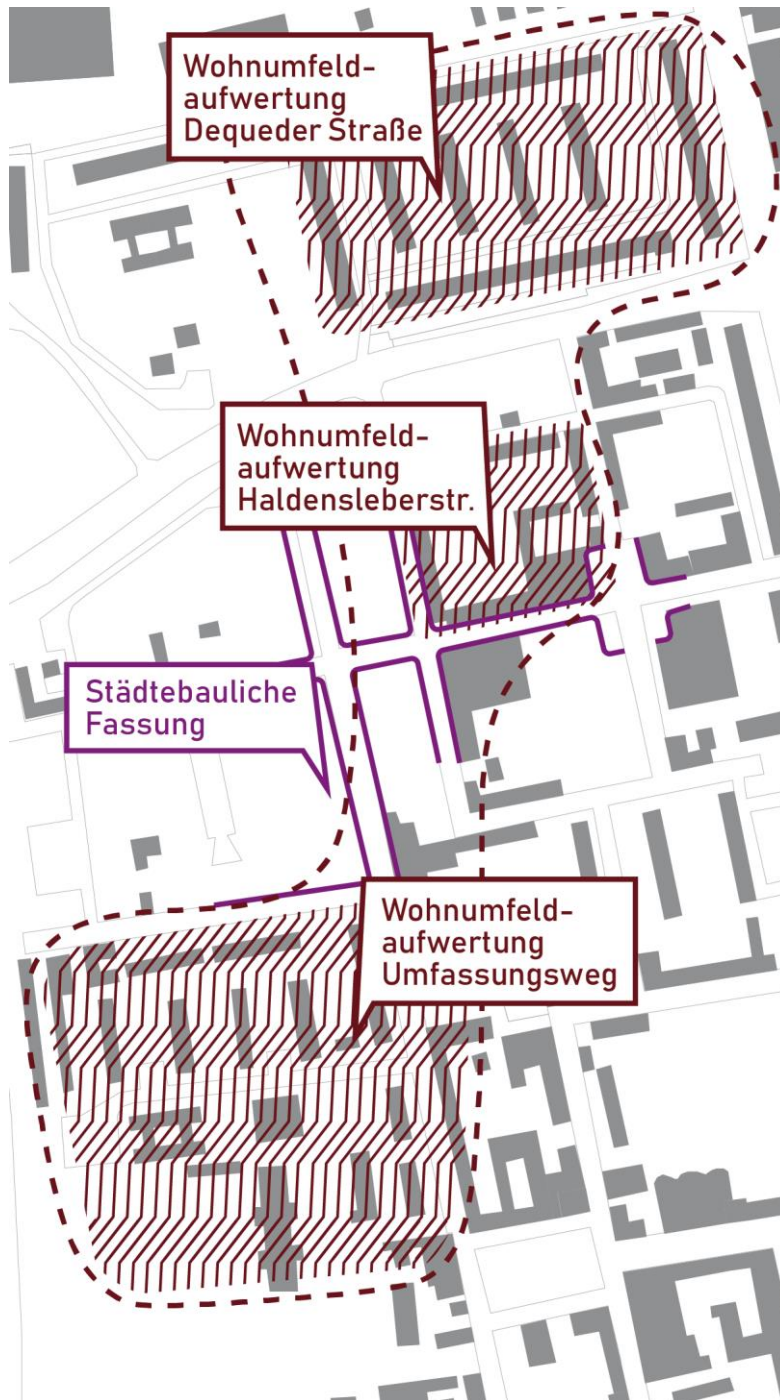 Wohnumfeld-
aufwertung
Dequeder Straße
Wohnumfeld-
aufwertung
Haldensleberstr.
Städtebauliche
Fassung
Wohnumfeld-
aufwertung
Umfassungsweg